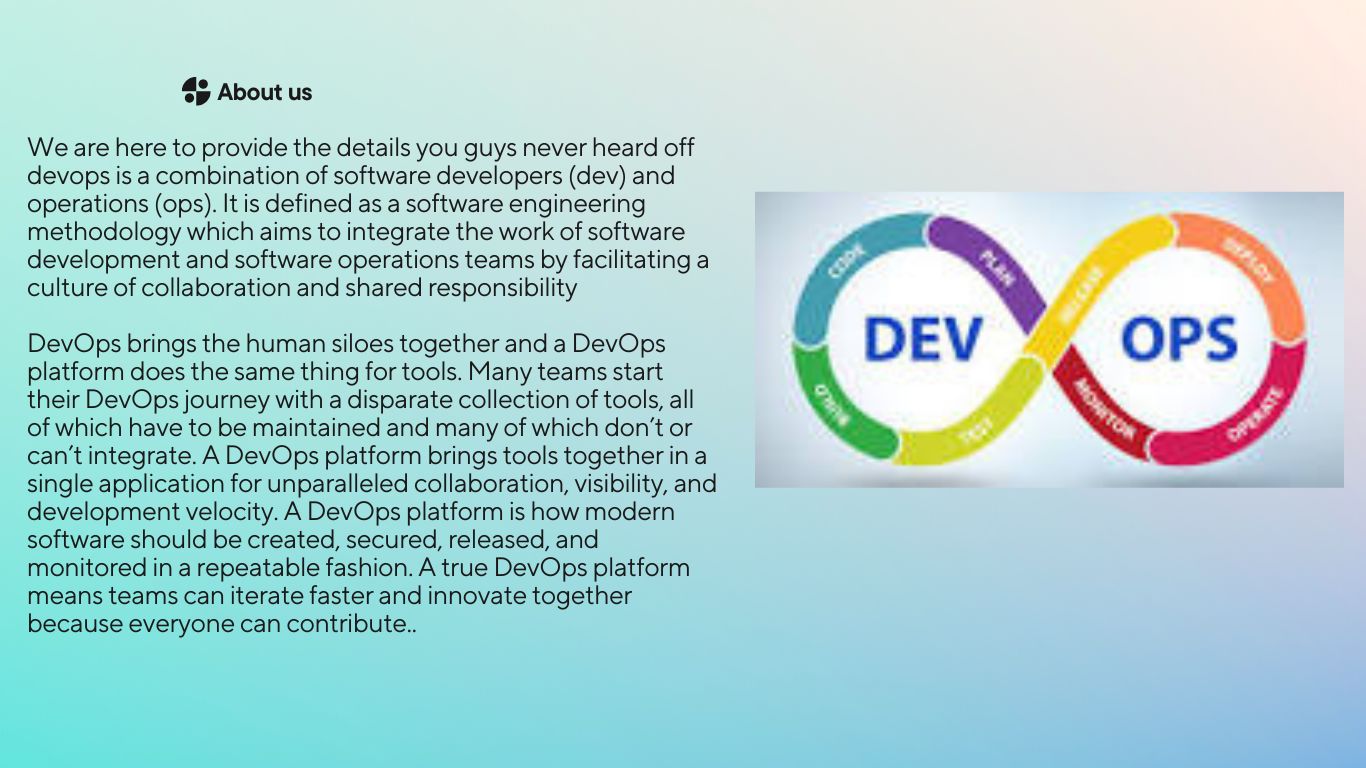 About us
We are here to provide the details you guys never heard off
devops is a combination of software developers (dev) and
operations (ops). It is defined as a software engineering
methodology which aims to integrate the work of software
development and software operations teams by facilitating a
culture of collaboration and shared responsibility
DevOps brings the human siloes together and a DevOps
platform does the same thing for tools. Many teams start
their DevOps journey with a disparate collection of tools, all
of which have to be maintained and many of which don’t or
can’t integrate. A DevOps platform brings tools together in a
single application for unparalleled collaboration, visibility, and
development velocity. A DevOps platform is how modern
software should be created, secured, released, and
monitored in a repeatable fashion. A true DevOps platform
means teams can iterate faster and innovate together
because everyone can contribute..
CODE
PLAN
RELEASE
DEPLOY
DEV
OPS
BUILD
TEST
MONITOR
OPERATE